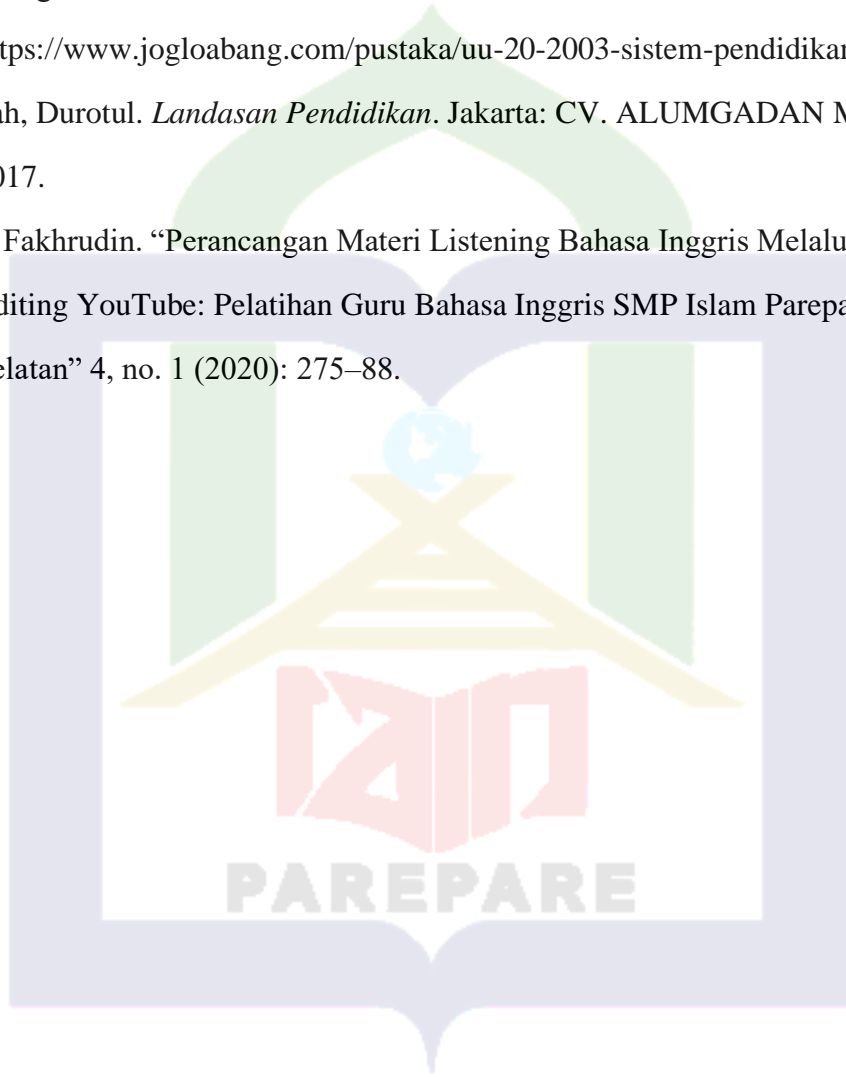 ttps://www.jogloabang.com/pustaka/uu-20-2003-sistem-pendidikan
ah, Durotul. Landasan Pendidikan. Jakarta: CV. ALUMGADAN M
017.
Fakhrudin. “Perancangan Materi Listening Bahasa Inggris Melalu
diting YouTube: Pelatihan Guru Bahasa Inggris SMP Islam Parepa
elatan” 4, no. 1 (2020): 275–88.
iain
PAREPARE